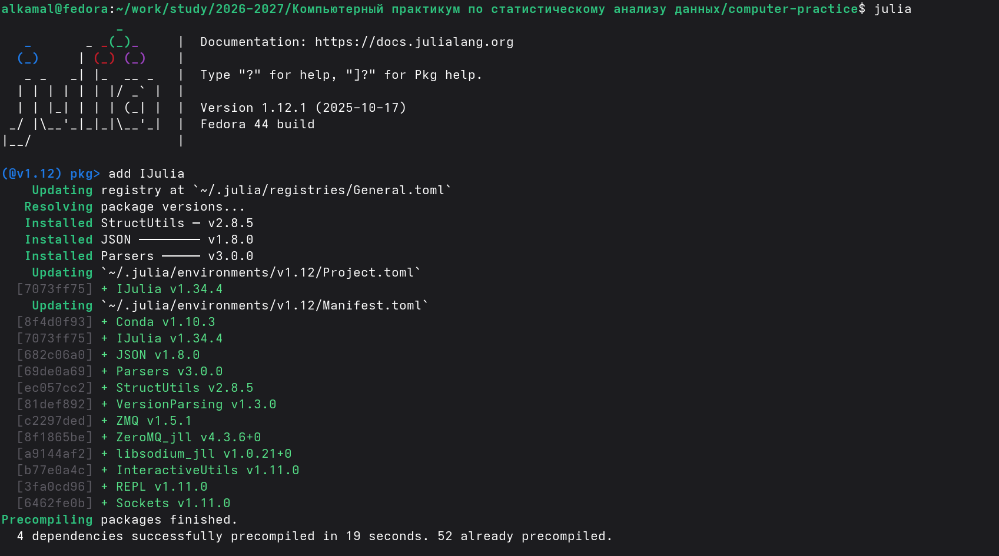 alkamal@fedora:~/work/study/2026-2027/Компьютерный практикум по статистическому анализу данных/computer-practice$ julia
               _
   _       _ _(_)_     |  Documentation: https://docs.julialang.org
  (_)     | (_) (_)    |
   _ _   _| |_  __ _   |  Type "?" for help, "]?" for Pkg help.
  | | | | | | |/ _` |  |
  | | |_| | | | (_| |  |  Version 1.12.1 (2025-10-17)
 _/ |\__'_|_|_|\__'_|  |  Fedora 44 build
|__/                   |
(@v1.12) pkg> add IJulia
    Updating registry at `~/.julia/registries/General.toml`
   Resolving package versions...
   Installed StructUtils ─ v2.8.5
   Installed JSON ──────── v1.8.0
   Installed Parsers ───── v3.0.0
    Updating `~/.julia/environments/v1.12/Project.toml`
  [7073ff75] + IJulia v1.34.4
    Updating `~/.julia/environments/v1.12/Manifest.toml`
  [8f4d0f93] + Conda v1.10.3
  [7073ff75] + IJulia v1.34.4
  [682c06a0] + JSON v1.8.0
  [69de0a69] + Parsers v3.0.0
  [ec057cc2] + StructUtils v2.8.5
  [81def892] + VersionParsing v1.3.0
  [c2297ded] + ZMQ v1.5.1
  [8f1865be] + ZeroMQ_jll v4.3.6+0
  [a9144af2] + libsodium_jll v1.0.21+0
  [b77e0a4c] + InteractiveUtils v1.11.0
  [3fa0cd96] + REPL v1.11.0
  [6462fe0b] + Sockets v1.11.0
Precompiling packages finished.
  4 dependencies successfully precompiled in 19 seconds. 52 already precompiled.